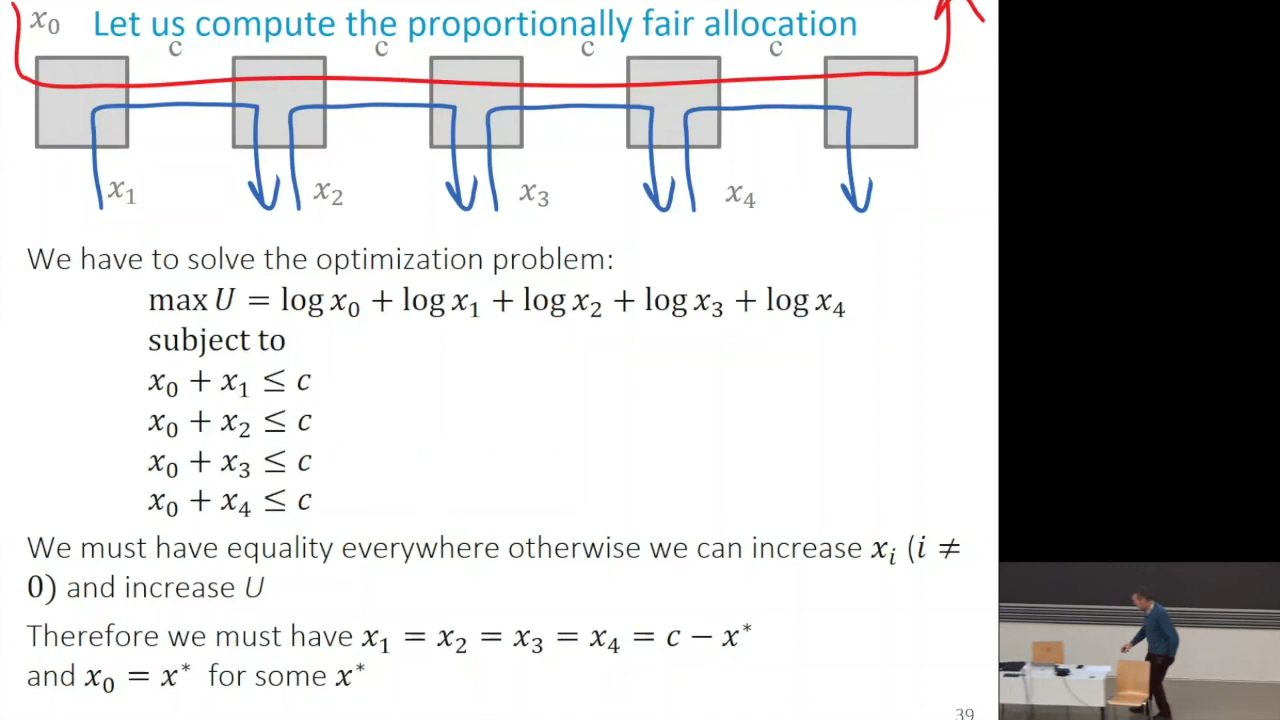 x₀ Let us compute the proportionally fair allocation
c c c c
x₁ x₂ x₃ x₄
We have to solve the optimization problem:
max U = log x₀ + log x₁ + log x₂ + log x₃ + log x₄
subject to
x₀ + x₁ ≤ c
x₀ + x₂ ≤ c
x₀ + x₃ ≤ c
x₀ + x₄ ≤ c
We must have equality everywhere otherwise we can increase xᵢ (i ≠
0) and increase U
Therefore we must have x₁ = x₂ = x₃ = x₄ = c − x*
and x₀ = x* for some x*
39